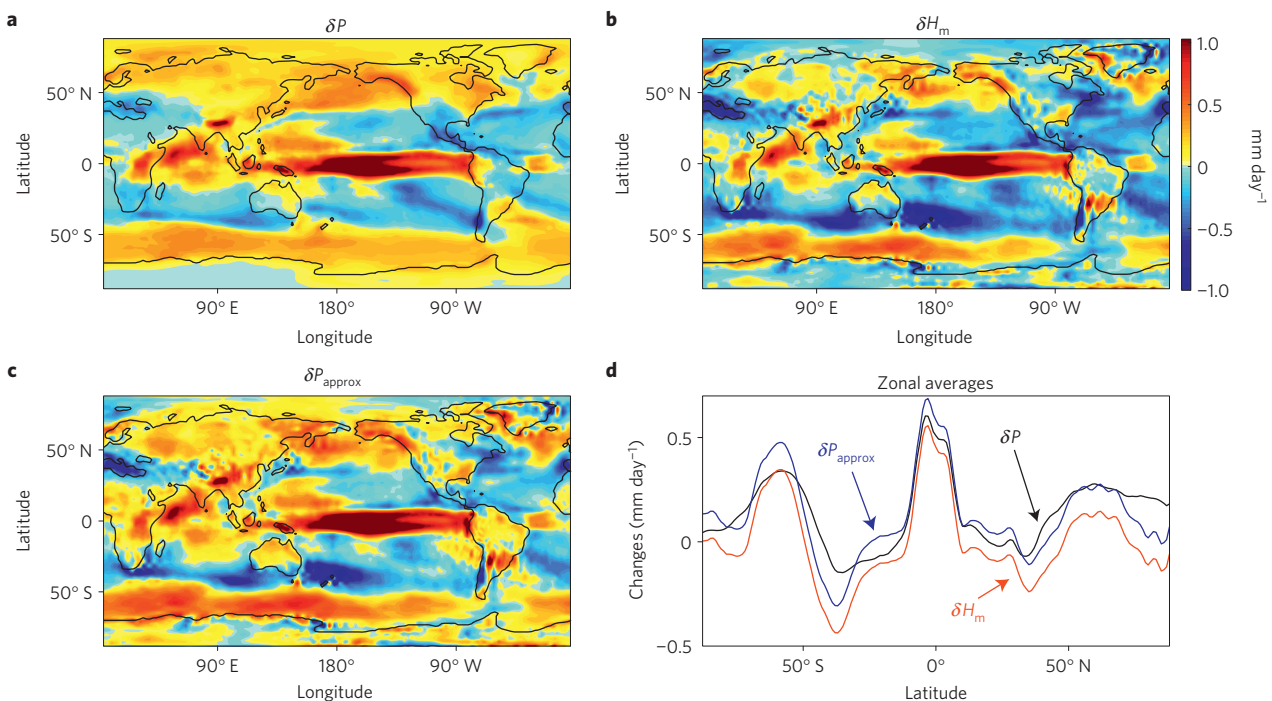 a
δP
50° N
0
50° S
Latitude
90° E
180°
90° W
Longitude
b
δHm
50° N
0
50° S
Latitude
90° E
180°
90° W
Longitude
1.0
0.5
0
−0.5
−1.0
mm day⁻¹
c
δPapprox
50° N
0
50° S
Latitude
90° E
180°
90° W
Longitude
d
Zonal averages
0.5
0
−0.5
Changes (mm day⁻¹)
δPapprox
δP
δHm
50° S
0°
50° N
Latitude